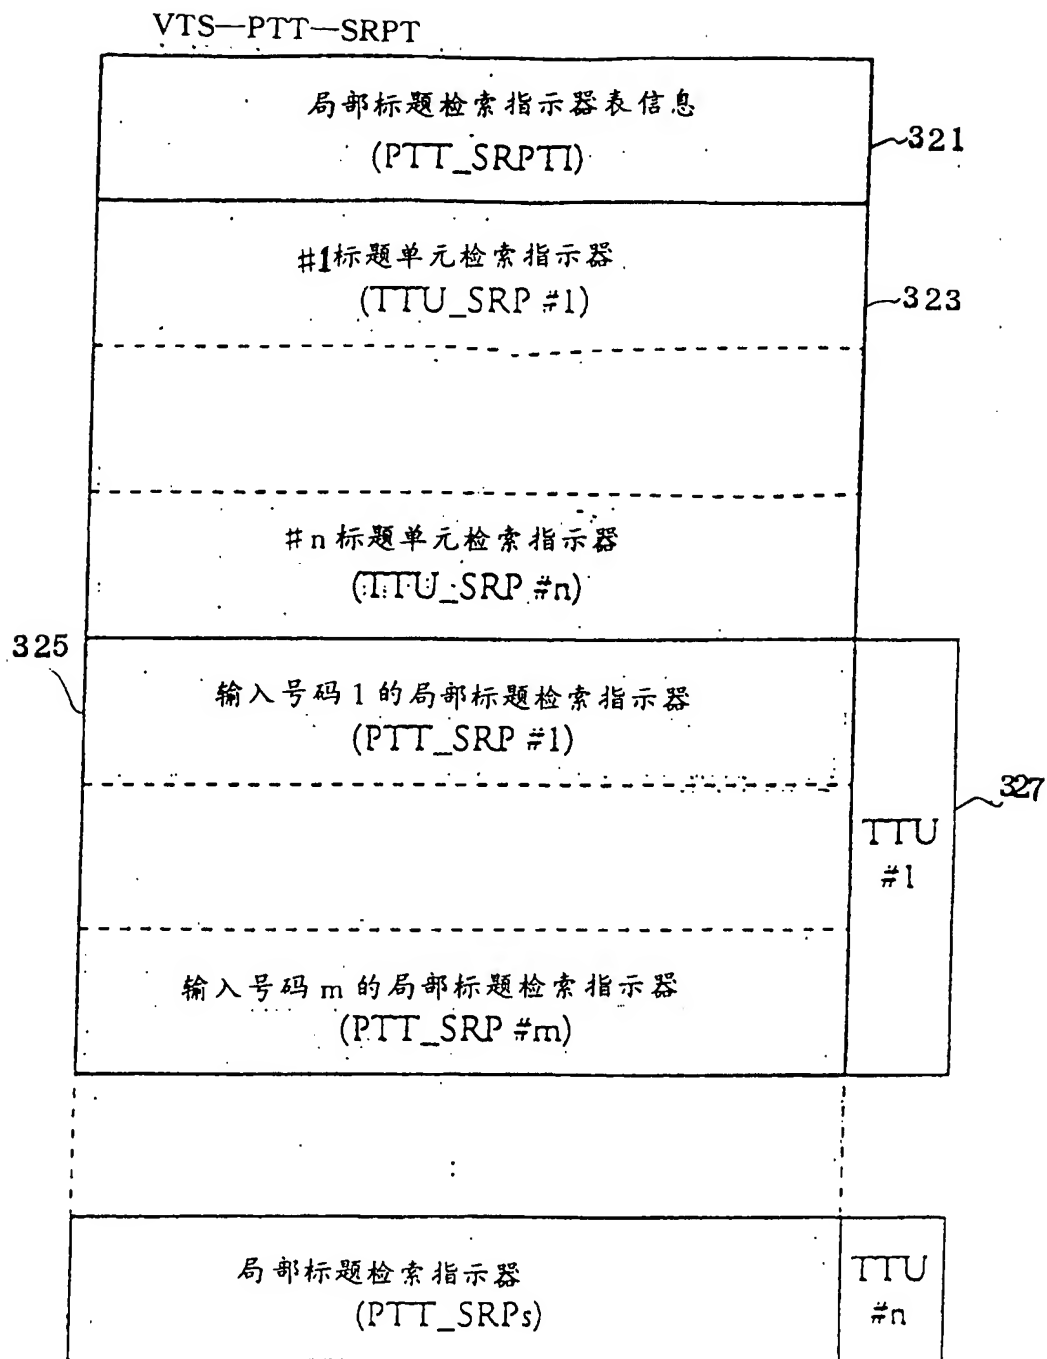 VTS—PTT—SRPT
局部标题检索指示器表信息
(PTT_SRPTI)
321
#1标题单元检索指示器
(TTU_SRP #1)
323
#n标题单元检索指示器
(TTU_SRP #n)
325
输入号码1的局部标题检索指示器
(PTT_SRP #1)
327
TTU
#1
输入号码m的局部标题检索指示器
(PTT_SRP #m)
:
局部标题检索指示器
(PTT_SRPs)
TTU
#n